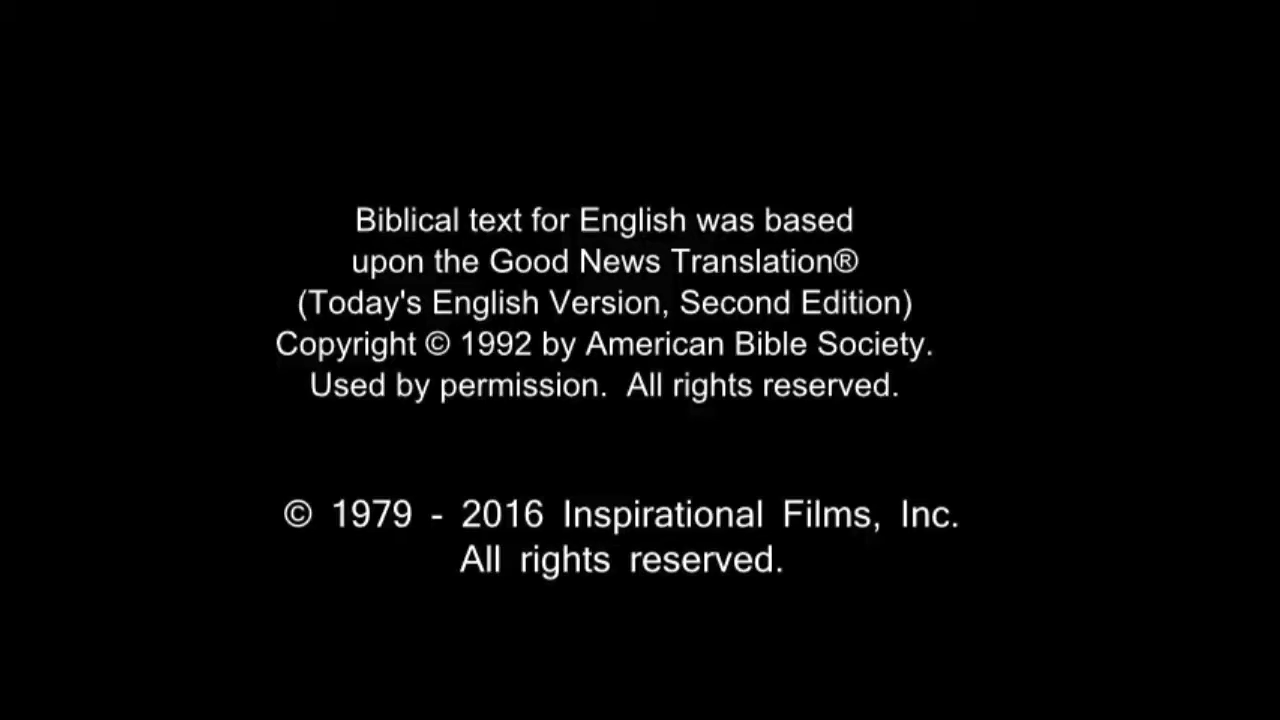 Biblical text for English was based
upon the Good News Translation®
(Today's English Version, Second Edition)
Copyright © 1992 by American Bible Society.
Used by permission.  All rights reserved.
© 1979 - 2016 Inspirational Films, Inc.
All rights reserved.